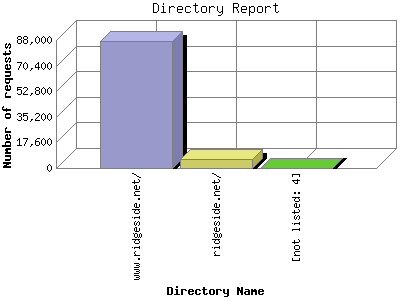 Directory Report
Number of requests
88,000
70,400
52,800
35,200
17,600
0
www.ridgeside.net/
ridgeside.net/
[not listed: 4]
Directory Name